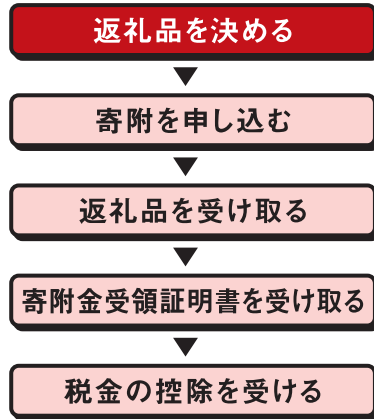 返礼品を決める
寄附を申し込む
返礼品を受け取る
寄附金受領証明書を受け取る
税金の控除を受ける